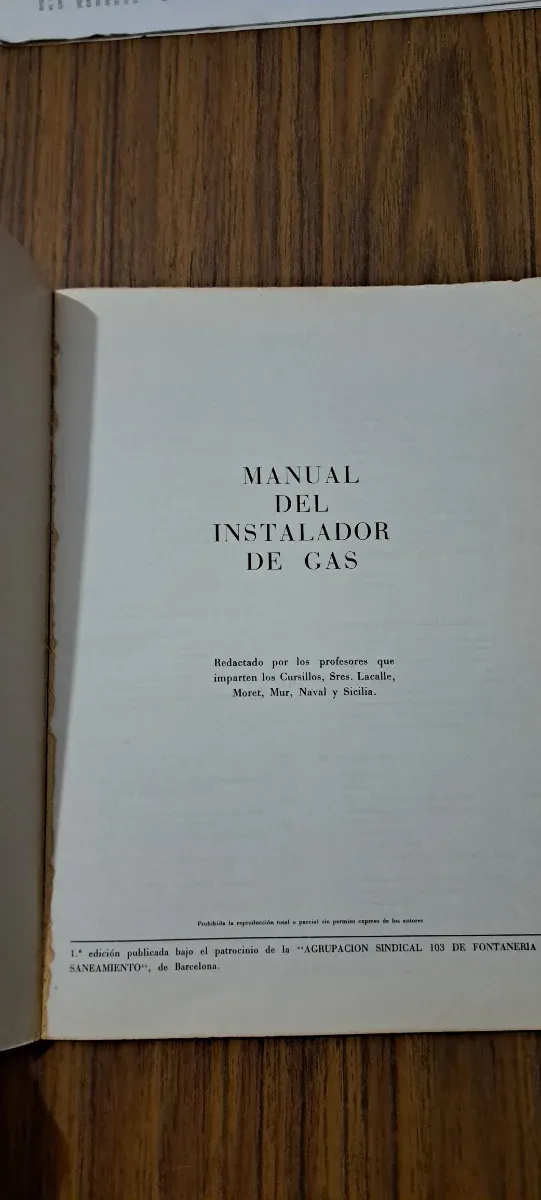 MANUAL
DEL
INSTALADOR
DE GAS
Redactado por los profesores que
imparten los Cursillos, Sres. Lacalle,
Moret, Mur, Naval y Sicilia.
Prohibida la reproducción total o parcial sin permiso expreso de los autores
1.ª edición publicada bajo el patrocinio de la "AGRUPACION SINDICAL 103 DE FONTANERIA
SANEAMIENTO", de Barcelona.